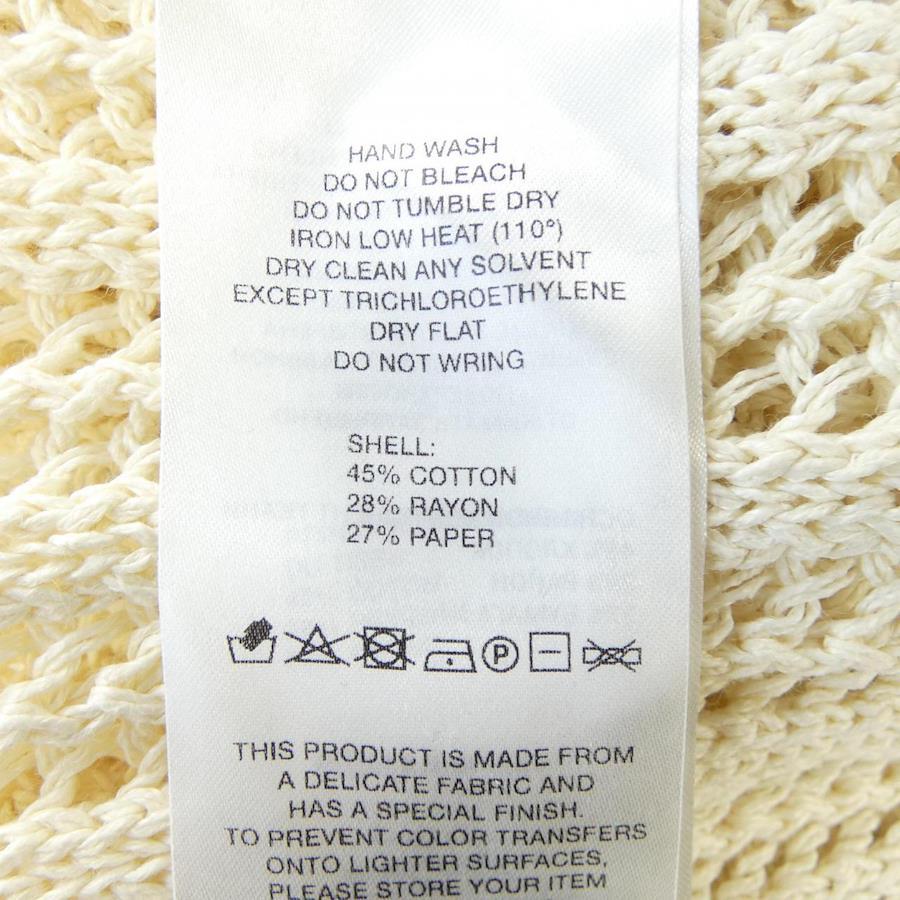 HAND WASH
DO NOT BLEACH
DO NOT TUMBLE DRY
IRON LOW HEAT (110°)
DRY CLEAN ANY SOLVENT
EXCEPT TRICHLOROETHYLENE
DRY FLAT
DO NOT WRING
SHELL:
45% COTTON
28% RAYON
27% PAPER
P
THIS PRODUCT IS MADE FROM
A DELICATE FABRIC AND
HAS A SPECIAL FINISH.
TO PREVENT COLOR TRANSFERS
ONTO LIGHTER SURFACES,
PLEASE STORE YOUR ITEM